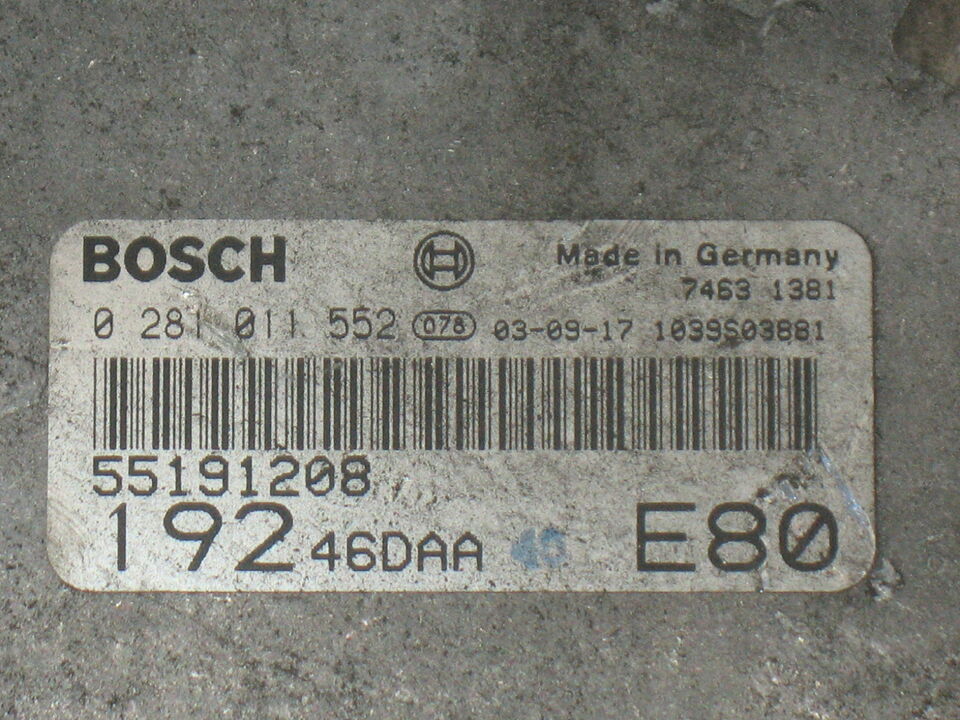 BOSCH Made in Germany
7463 1381
0 281 011 552 078 03-09-17 1039S03881
55191208
192 46DAA E80